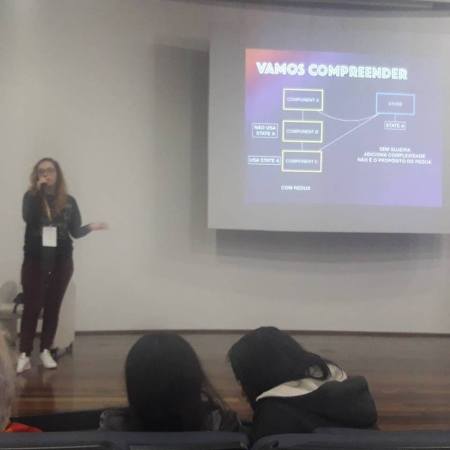 VAMOS COMPREENDER
COMPONENT A
STORE
NÃO USA
STATE A
COMPONENT B
STATE A
USA STATE A
COMPONENT C
SEM SUJEIRA
ADICIONA COMPLEXIDADE
NÃO É O PROPÓSITO DO REDUX
COM REDUX